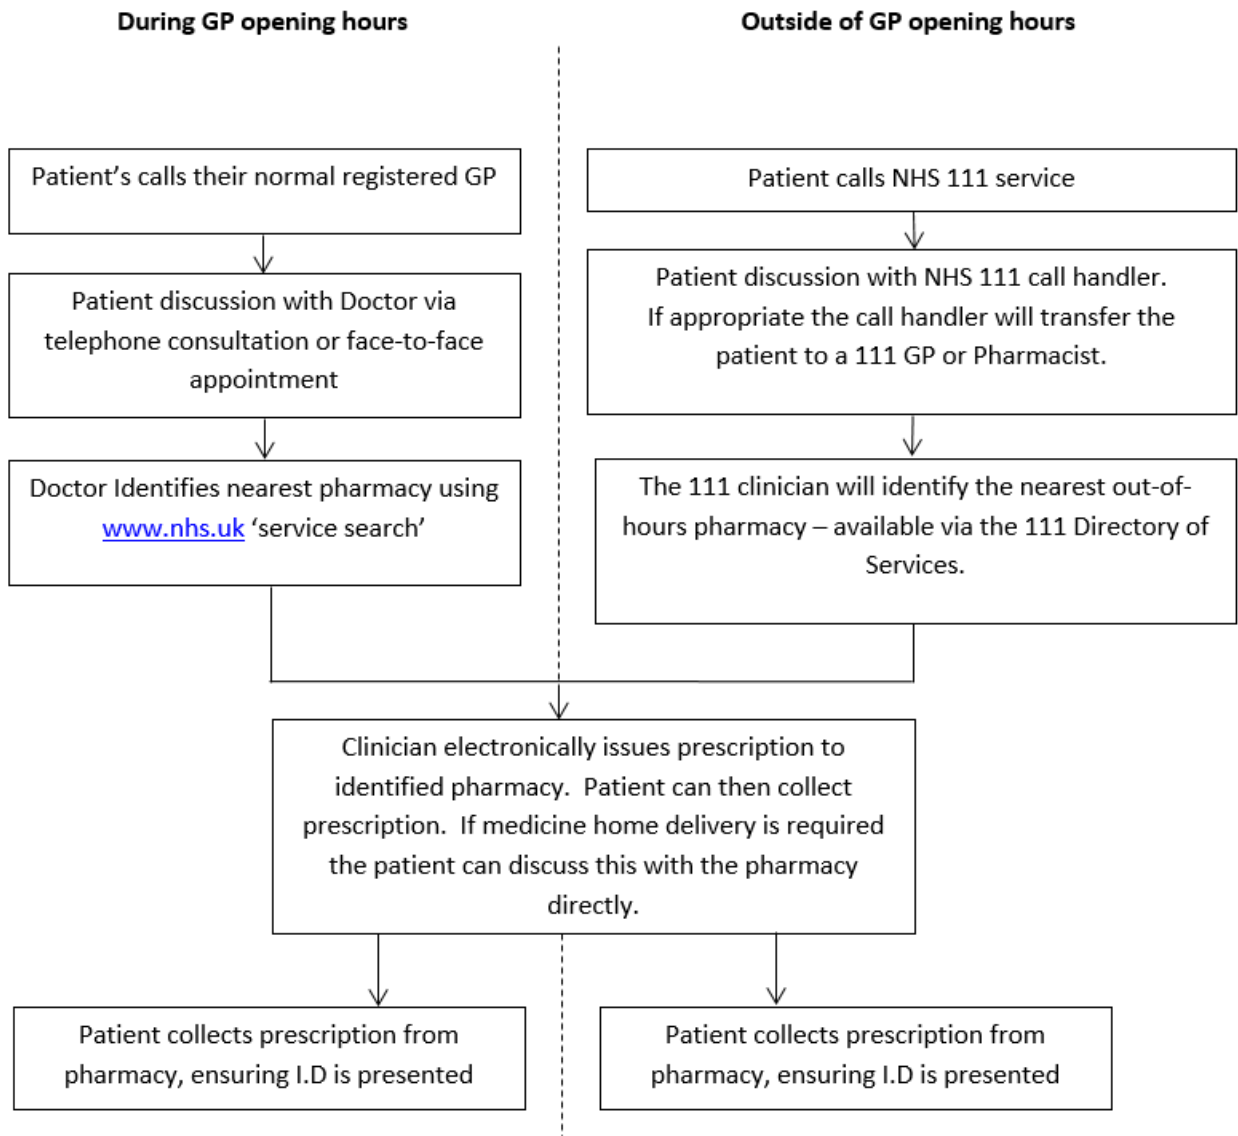 During GP opening hours
Outside of GP opening hours
Patient's calls their normal registered GP
Patient calls NHS 111 service
Patient discussion with Doctor via
telephone consultation or face-to-face
appointment
Patient discussion with NHS 111 call handler.
If appropriate the call handler will transfer the
patient to a 111 GP or Pharmacist.
Doctor Identifies nearest pharmacy using
www.nhs.uk ‘service search’
The 111 clinician will identify the nearest out-of-
hours pharmacy – available via the 111 Directory of
Services.
Clinician electronically issues prescription to
identified pharmacy.  Patient can then collect
prescription.  If medicine home delivery is required
the patient can discuss this with the pharmacy
directly.
Patient collects prescription from
pharmacy, ensuring I.D is presented
Patient collects prescription from
pharmacy, ensuring I.D is presented